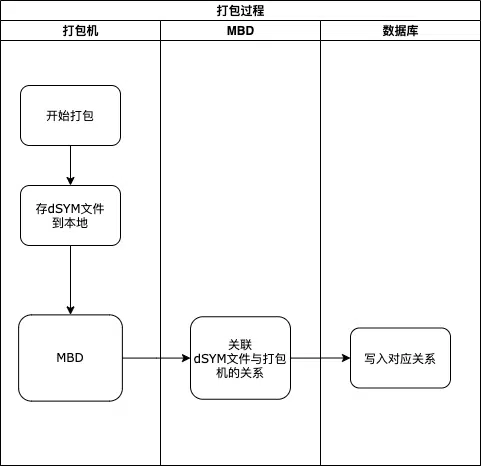 打包过程
打包机
MBD
数据库
开始打包
存dSYM文件
到本地
MBD
关联
dSYM文件与打包
机的关系
写入对应关系